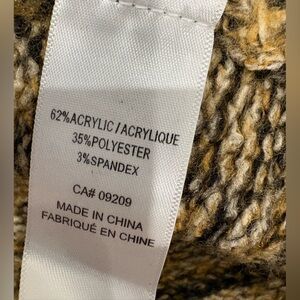 62%ACRYLIC/ACRYLIQUE
35%POLYESTER
3%SPANDEX
CA# 09209
MADE IN CHINA
FABRIQUÉ EN CHINE